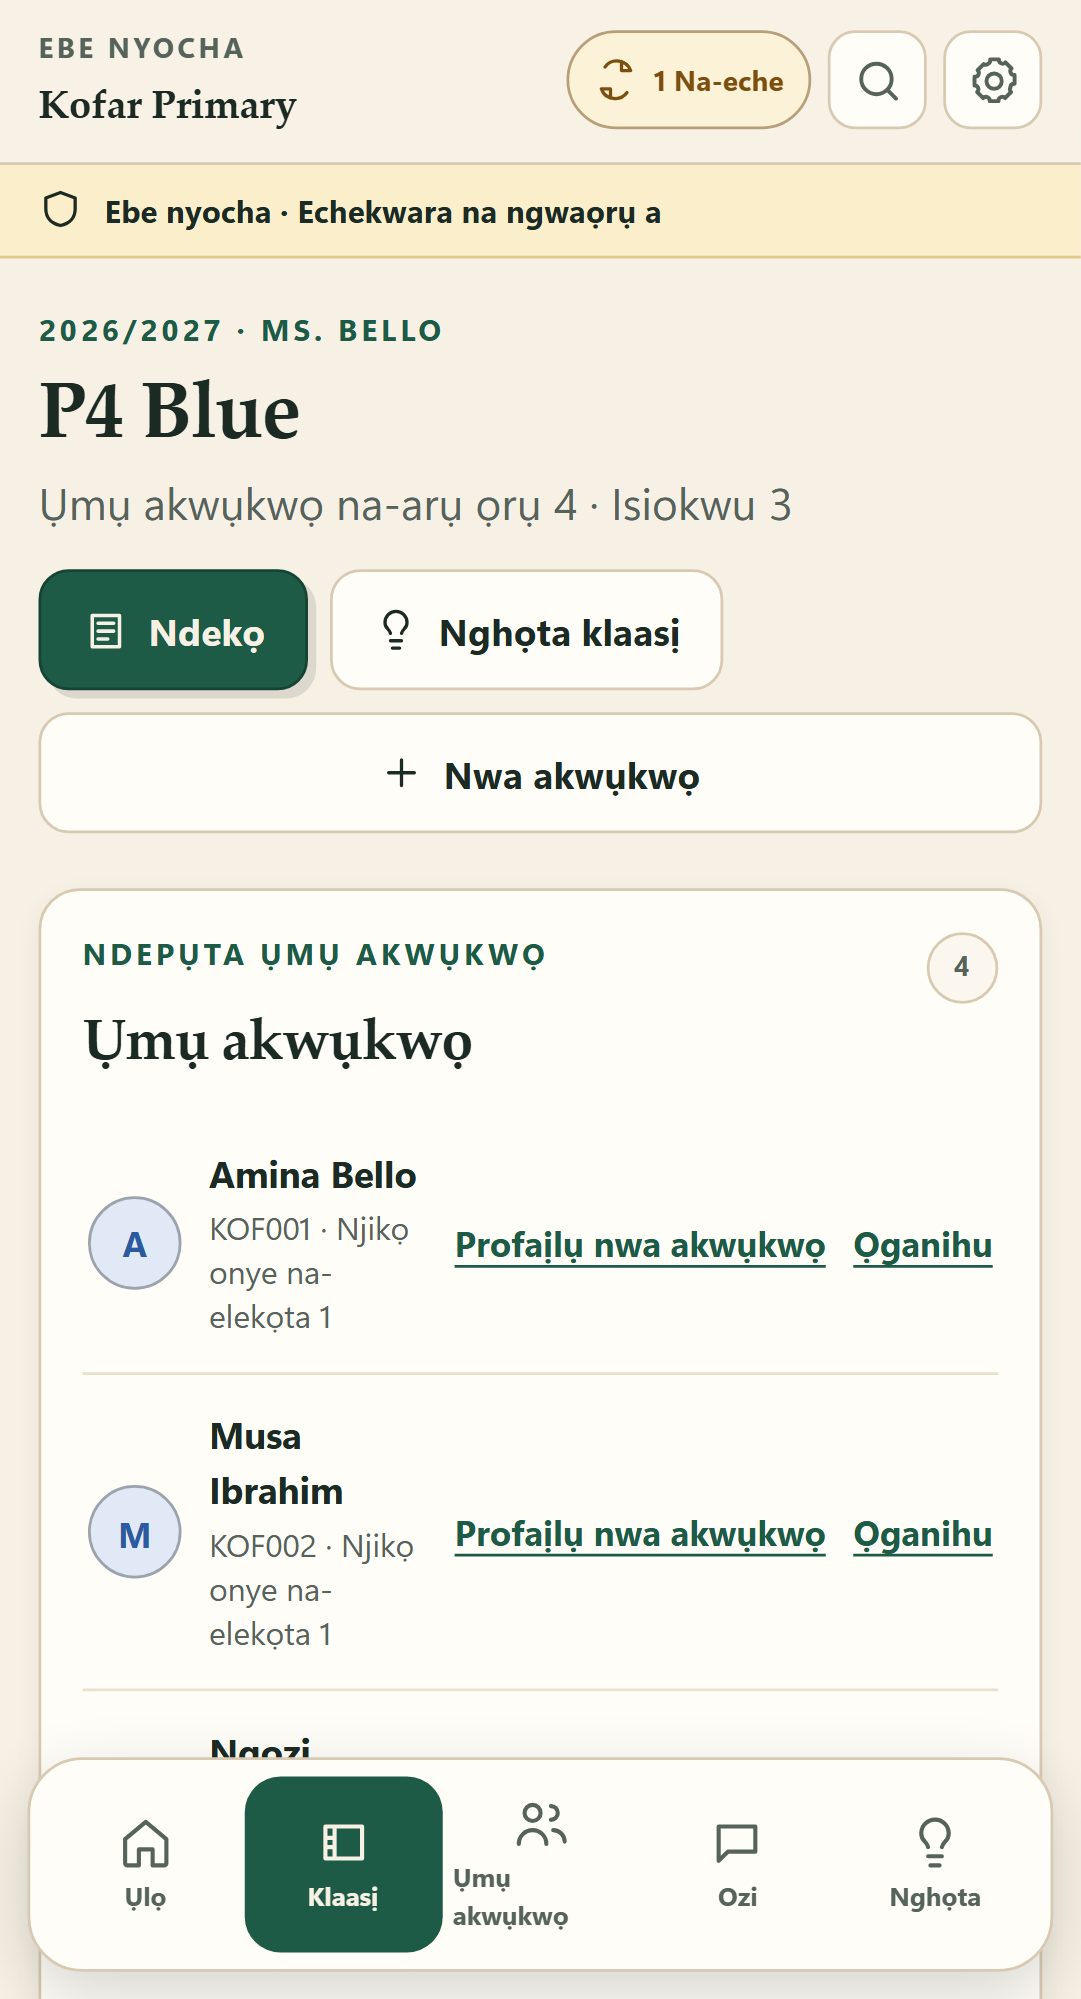 EBE NYOCHA
Kofar Primary
1 Na-eche
Ebe nyocha · Echekwara na ngwaọrụ a
2026/2027 · MS. BELLO
P4 Blue
Ụmụ akwụkwọ na-arụ ọrụ 4 · Isiokwu 3
Ndekọ
Nghọta klaasị
Nwa akwụkwọ
NDEPỤTA ỤMỤ AKWỤKWỌ
4
Ụmụ akwụkwọ
A
Amina Bello
KOF001 · Njikọ
onye na-
elekọta 1
Profaịlụ nwa akwụkwọ
Ọganihu
M
Musa
Ibrahim
KOF002 · Njikọ
onye na-
elekọta 1
Profaịlụ nwa akwụkwọ
Ọganihu
Ngozi
Ụlọ
Klaasị
Ụmụ
akwụkwọ
Ozi
Nghọta